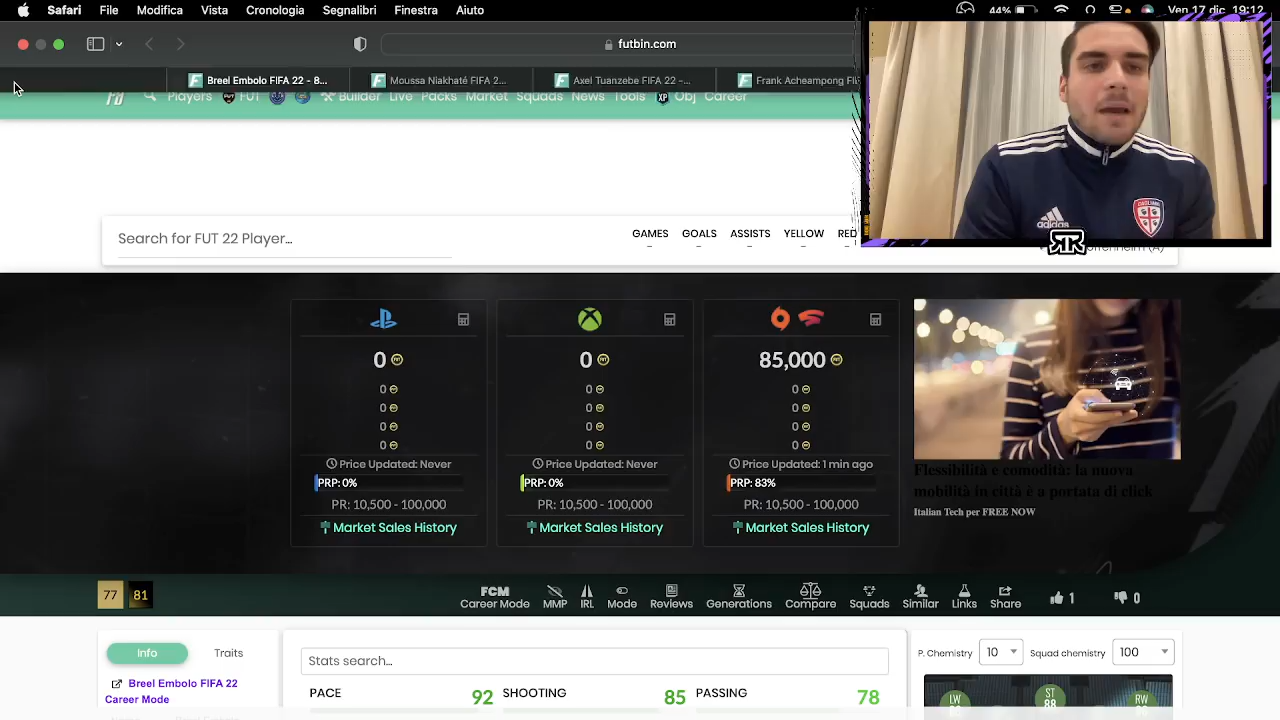 Safari File Modifica Vista Cronologia Segnalibri Finestra Aiuto 44% Ven 17 dic 19:12
futbin.com
Breel Embolo FIFA 22 - B... Moussa Niakhaté FIFA 2... Axel Tuanzebe FIFA 22 -... Frank Acheampong FI
Players FUT Builder Live Packs Market Squads News Tools XP Obj Career
Search for FUT 22 Player... GAMES GOALS ASSISTS YELLOW RED
- - - - -
adidas
CAGLIARI
RR
0 0 85,000
0 0 0
0 0 0
0 0 0
0 0 0
Price Updated: Never Price Updated: Never Price Updated: 1 min ago
PRP: 0% PRP: 0% PRP: 83%
PR: 10,500 - 100,000 PR: 10,500 - 100,000 PR: 10,500 - 100,000
Market Sales History Market Sales History Market Sales History
Flessibilità e comodità: la nuova
mobilità in città è a portata di click
Italian Tech per FREE NOW
77 81
FCM
Career Mode MMP IRL Mode Reviews Generations Compare Squads Similar Links Share 1 0
Info Traits
Stats search...
P. Chemistry 10 Squad chemistry 100
Breel Embolo FIFA 22
Career Mode
PACE 92 SHOOTING 85 PASSING 78
LW ST RW
88